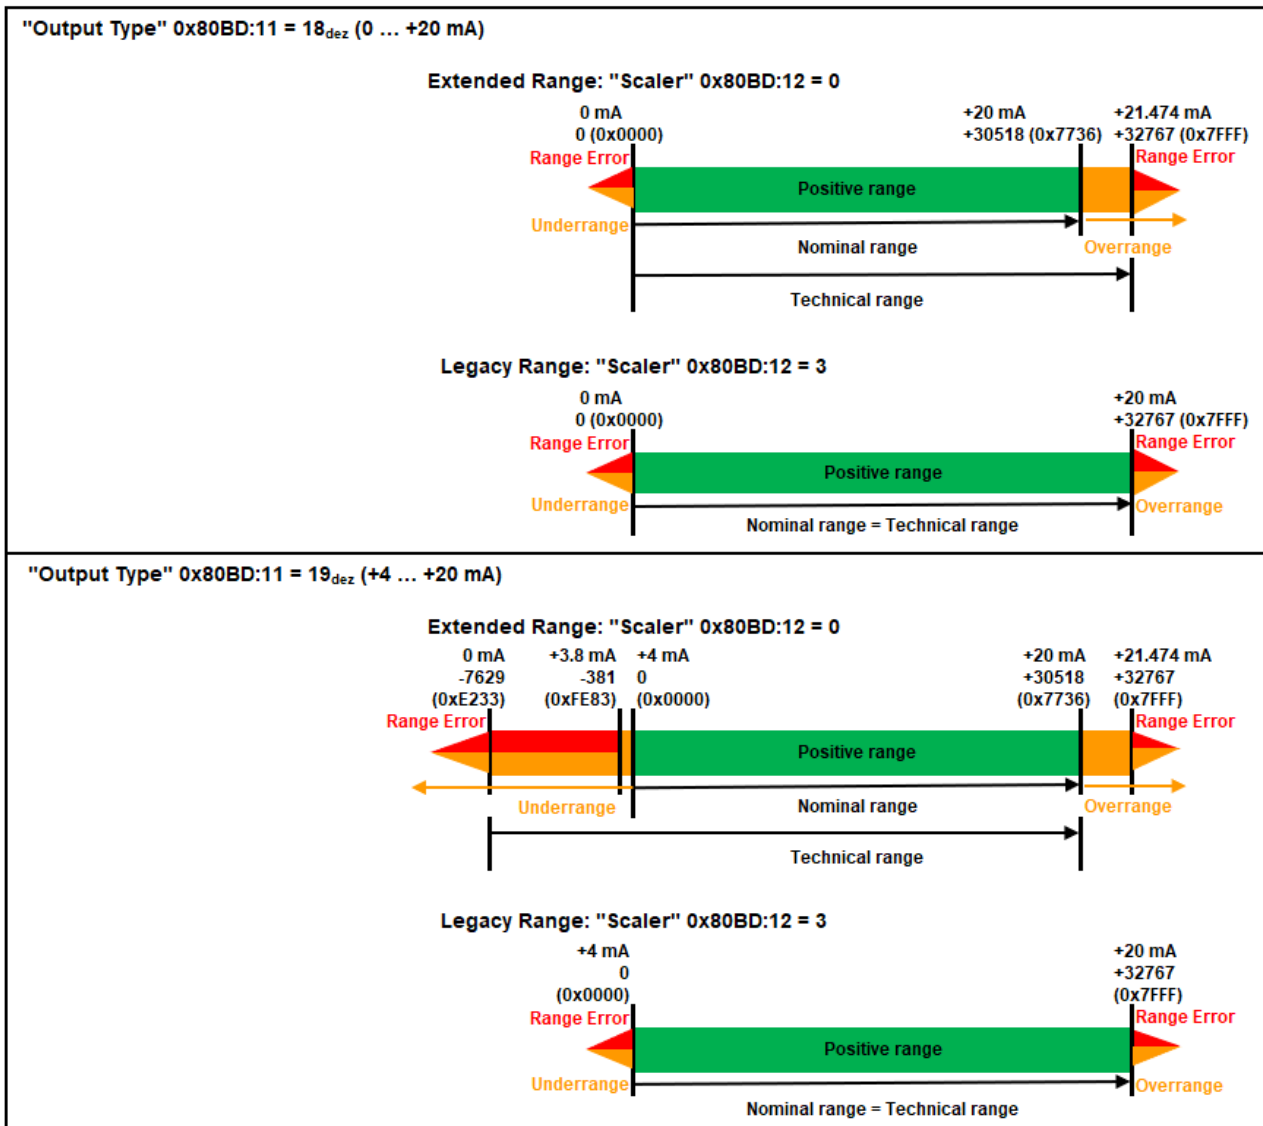 "Output Type" 0x80BD:11 = 18dez (0 … +20 mA)
Extended Range: "Scaler" 0x80BD:12 = 0
0 mA +20 mA +21.474 mA
0 (0x0000) +30518 (0x7736) +32767 (0x7FFF)
Range Error Range Error
Positive range
Underrange Nominal range Overrange
Technical range
Legacy Range: "Scaler" 0x80BD:12 = 3
0 mA +20 mA
0 (0x0000) +32767 (0x7FFF)
Range Error Range Error
Positive range
Underrange Overrange
Nominal range = Technical range
"Output Type" 0x80BD:11 = 19dez (+4 … +20 mA)
Extended Range: "Scaler" 0x80BD:12 = 0
0 mA +3.8 mA +4 mA +20 mA +21.474 mA
-7629 -381 0 +30518 +32767
(0xE233) (0xFE83) (0x0000) (0x7736) (0x7FFF)
Range Error Range Error
Positive range
Underrange Nominal range Overrange
Technical range
Legacy Range: "Scaler" 0x80BD:12 = 3
+4 mA +20 mA
0 +32767
(0x0000) (0x7FFF)
Range Error Range Error
Positive range
Underrange Overrange
Nominal range = Technical range